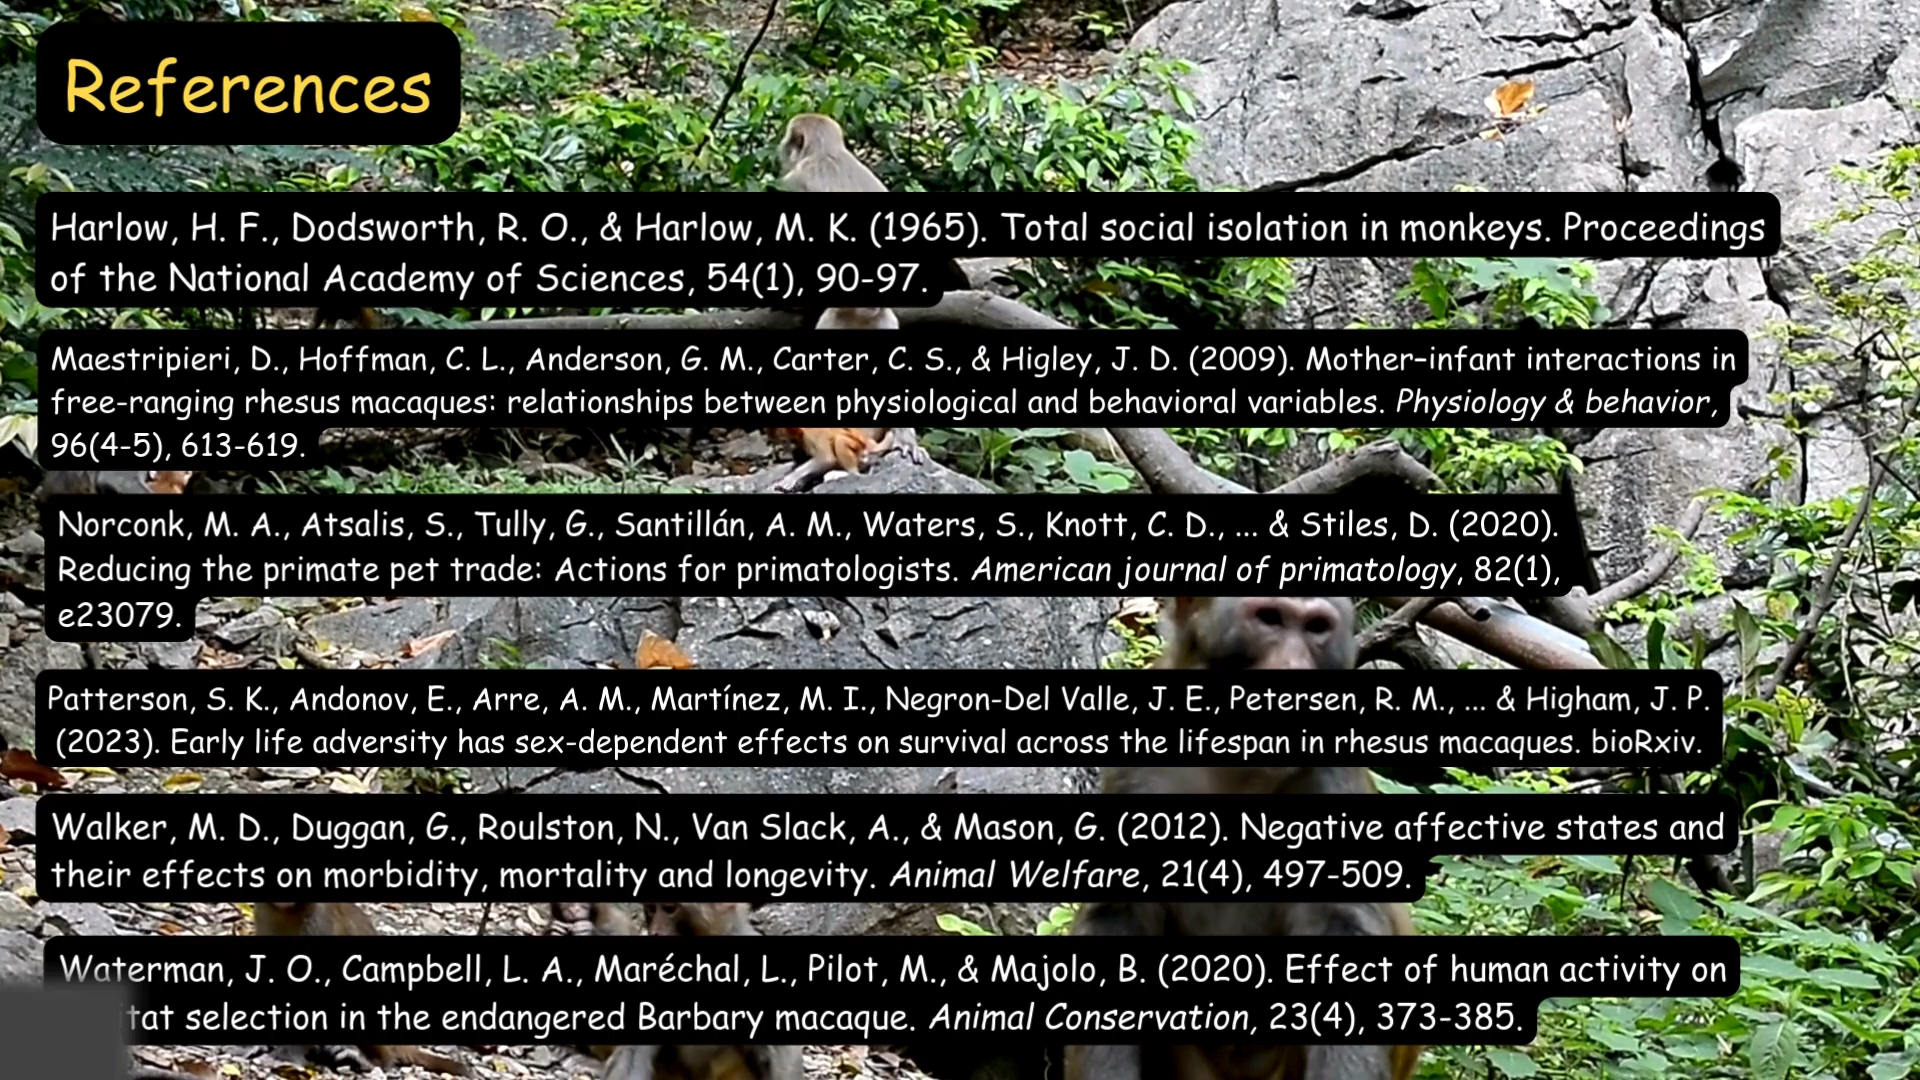 References
Harlow, H. F., Dodsworth, R. O., & Harlow, M. K. (1965). Total social isolation in monkeys. Proceedings
of the National Academy of Sciences, 54(1), 90-97.
Maestripieri, D., Hoffman, C. L., Anderson, G. M., Carter, C. S., & Higley, J. D. (2009). Mother–infant interactions in
free-ranging rhesus macaques: relationships between physiological and behavioral variables. Physiology & behavior,
96(4-5), 613-619.
Norconk, M. A., Atsalis, S., Tully, G., Santillán, A. M., Waters, S., Knott, C. D., ... & Stiles, D. (2020).
Reducing the primate pet trade: Actions for primatologists. American journal of primatology, 82(1),
e23079.
Patterson, S. K., Andonov, E., Arre, A. M., Martínez, M. I., Negron-Del Valle, J. E., Petersen, R. M., ... & Higham, J. P.
(2023). Early life adversity has sex-dependent effects on survival across the lifespan in rhesus macaques. bioRxiv.
Walker, M. D., Duggan, G., Roulston, N., Van Slack, A., & Mason, G. (2012). Negative affective states and
their effects on morbidity, mortality and longevity. Animal Welfare, 21(4), 497-509.
Waterman, J. O., Campbell, L. A., Maréchal, L., Pilot, M., & Majolo, B. (2020). Effect of human activity on
selection in the endangered Barbary macaque. Animal Conservation, 23(4), 373-385.